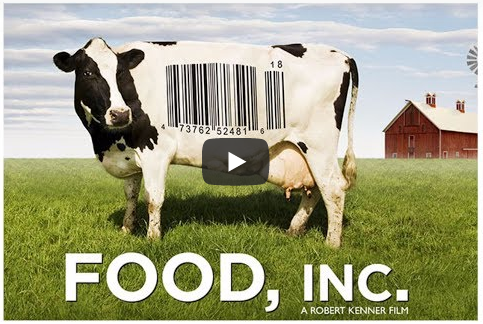 18
4 73762 52481 6
FOOD, INC.
A ROBERT KENNER FILM